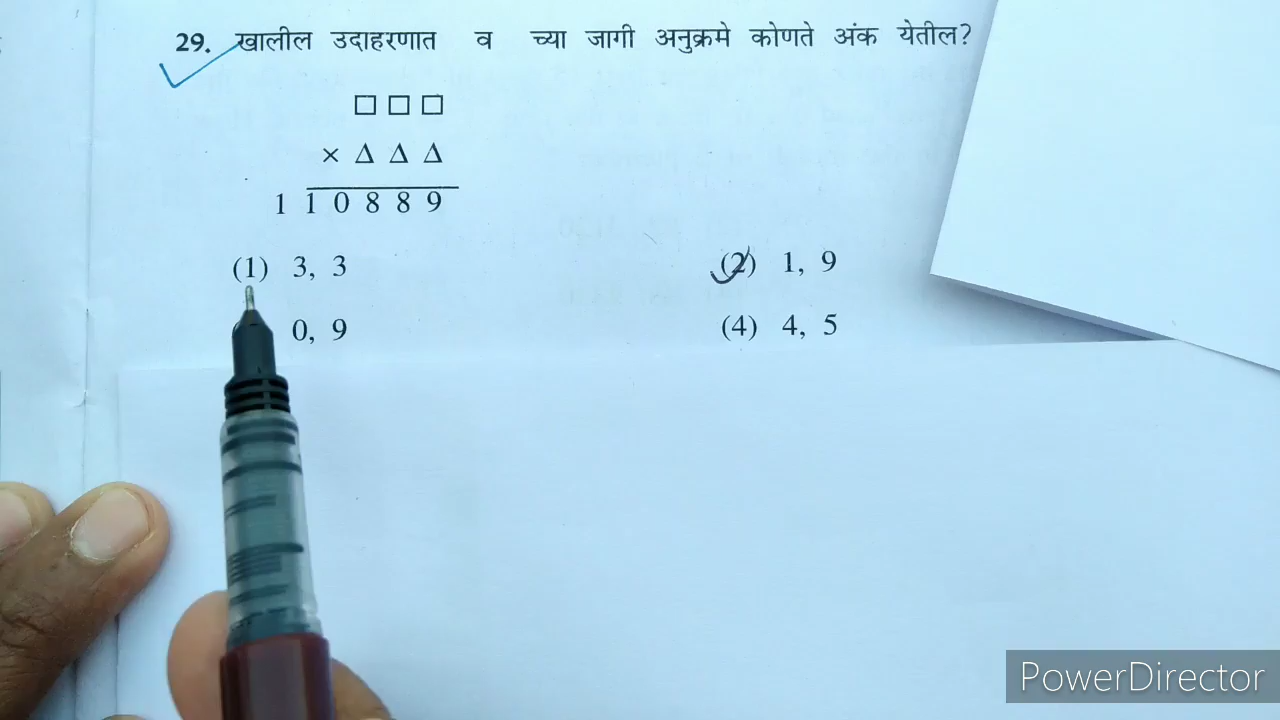 29. खालील उदाहरणात व च्या जागी अनुक्रमे कोणते अंक येतील?
□ □ □
× Δ Δ Δ
1 1 0 8 8 9
(1) 3, 3
(2) 1, 9
0, 9
(4) 4, 5
PowerDirector